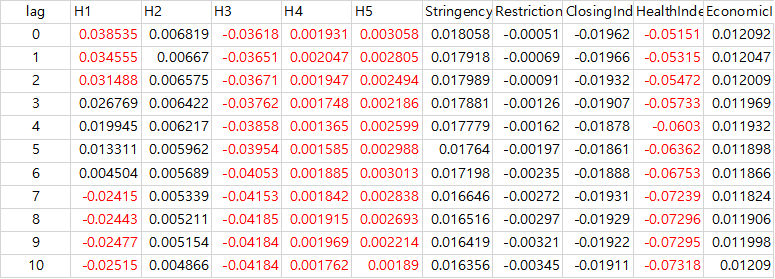 lag H1 H2 H3 H4 H5 Stringency Restriction ClosingInd HealthInde EconomicI
0 0.038535 0.006819 -0.03618 0.001931 0.003058 0.018058 -0.00051 -0.01962 -0.05151 0.012092
1 0.034555 0.00667 -0.03651 0.002047 0.002805 0.017918 -0.00069 -0.01966 -0.05315 0.012047
2 0.031488 0.006575 -0.03671 0.001947 0.002494 0.017989 -0.00091 -0.01932 -0.05472 0.012009
3 0.026769 0.006422 -0.03762 0.001748 0.002186 0.017881 -0.00126 -0.01907 -0.05733 0.011969
4 0.019945 0.006217 -0.03858 0.001365 0.002599 0.017779 -0.00162 -0.01878 -0.0603 0.011932
5 0.013311 0.005962 -0.03954 0.001585 0.002988 0.01764 -0.00197 -0.01861 -0.06362 0.011898
6 0.004504 0.005689 -0.04053 0.001885 0.003013 0.017198 -0.00235 -0.01888 -0.06753 0.011866
7 -0.02415 0.005339 -0.04153 0.001842 0.002838 0.016646 -0.00272 -0.01931 -0.07239 0.011824
8 -0.02443 0.005211 -0.04185 0.001915 0.002693 0.016516 -0.00297 -0.01929 -0.07296 0.011906
9 -0.02477 0.005154 -0.04184 0.001969 0.002214 0.016419 -0.00321 -0.01922 -0.07295 0.011998
10 -0.02515 0.004866 -0.04184 0.001762 0.00189 0.016356 -0.00345 -0.01911 -0.07318 0.01209